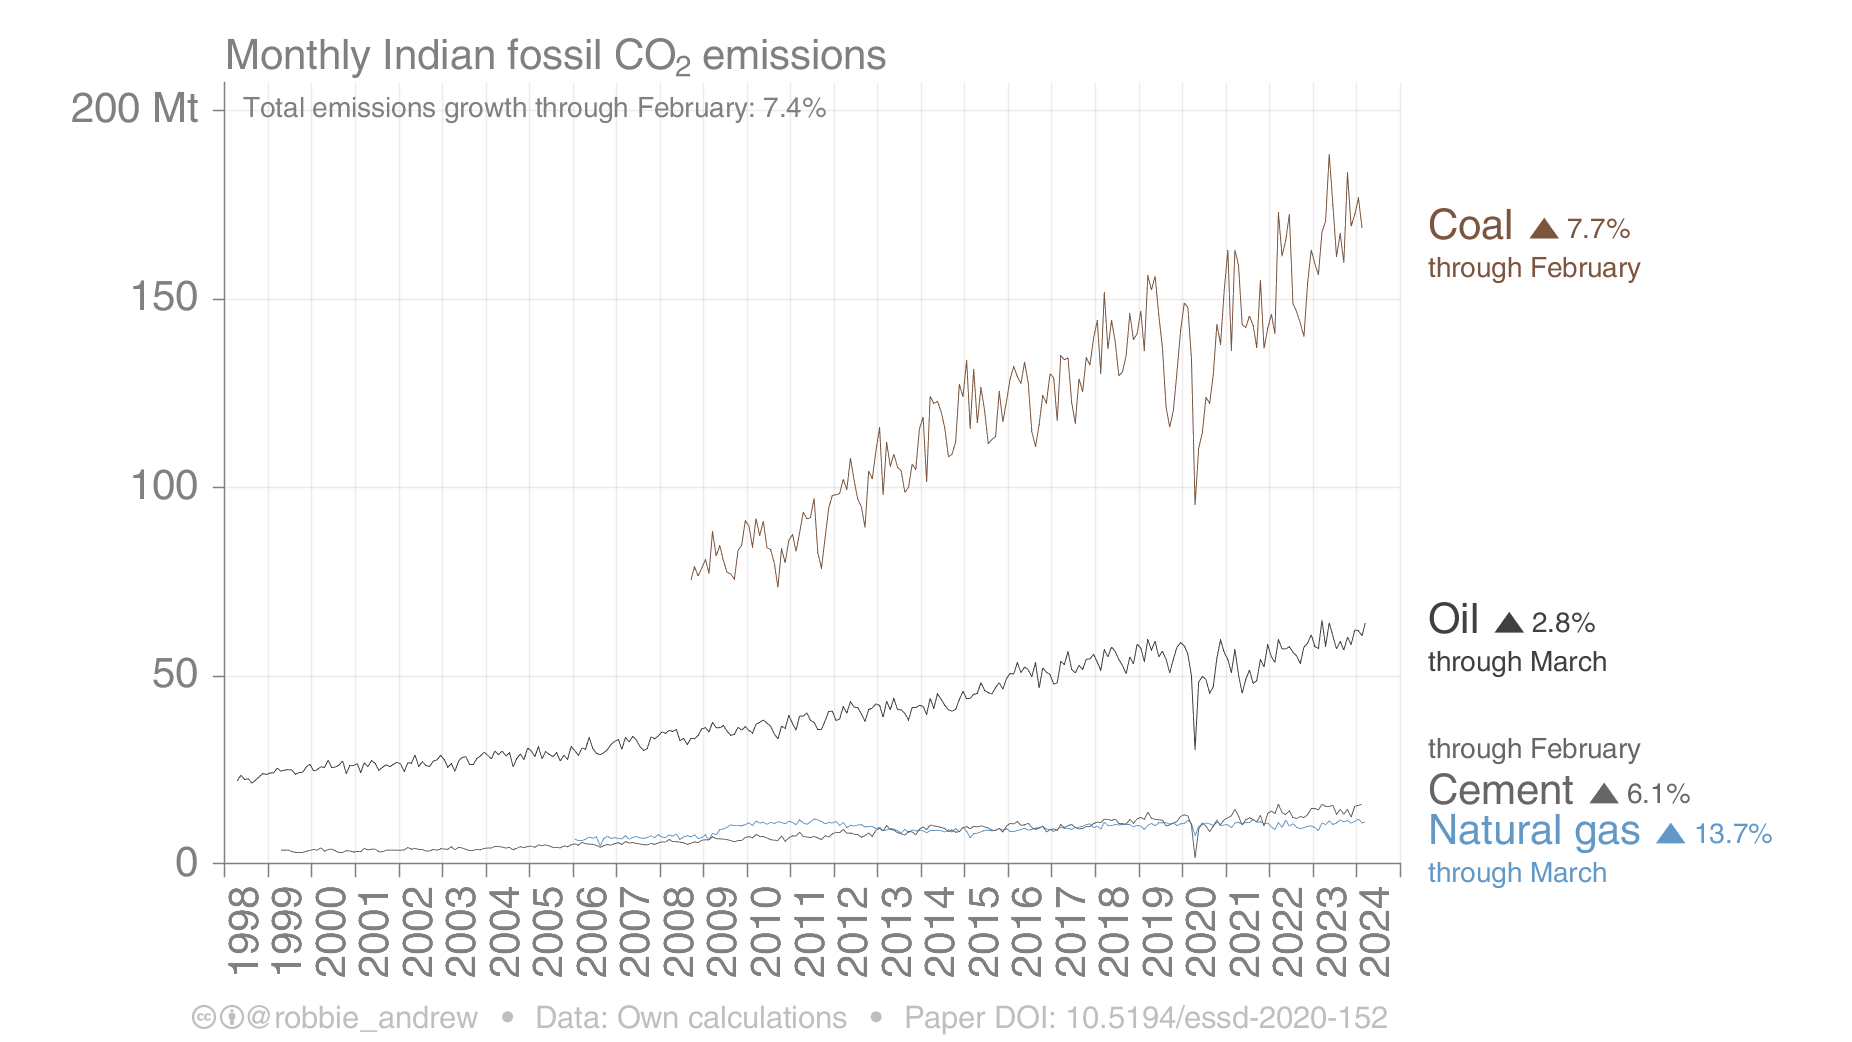 Monthly Indian fossil CO₂ emissions
Total emissions growth through February: 7.4%
200 Mt
150
100
50
0
Coal ▲ 7.7%
through February
Oil ▲ 2.8%
through March
through February
Cement ▲ 6.1%
Natural gas ▲ 13.7%
through March
1998
1999
2000
2001
2002
2003
2004
2005
2006
2007
2008
2009
2010
2011
2012
2013
2014
2015
2016
2017
2018
2019
2020
2021
2022
2023
2024
cc @robbie_andrew • Data: Own calculations • Paper DOI: 10.5194/essd-2020-152